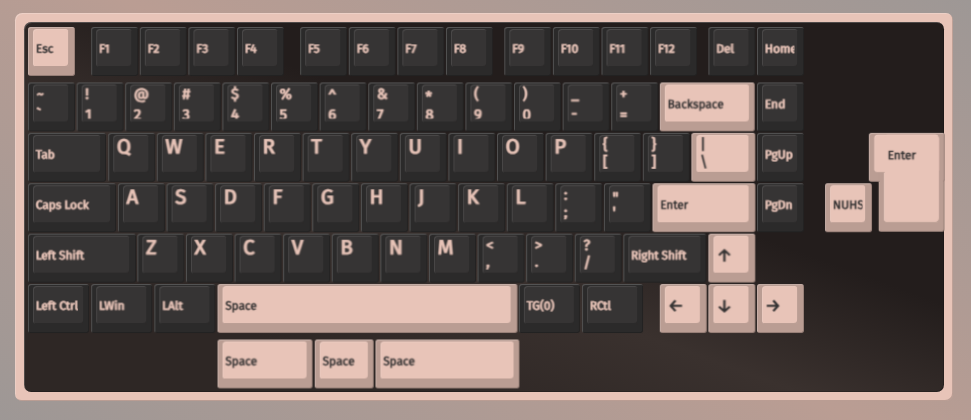 Esc F1 F2 F3 F4 F5 F6 F7 F8 F9 F10 F11 F12 Del Home
~ ! @ # $ % ^ & * ( ) _ + Backspace End
` 1 2 3 4 5 6 7 8 9 0 - =
Tab Q W E R T Y U I O P { } | PgUp Enter
[ ] \
Caps Lock A S D F G H J K L : " Enter PgDn NUHS
; '
Left Shift Z X C V B N M < > ? Right Shift ↑
, . /
Left Ctrl LWin LAlt Space TG(0) RCtl ← ↓ →
Space Space Space